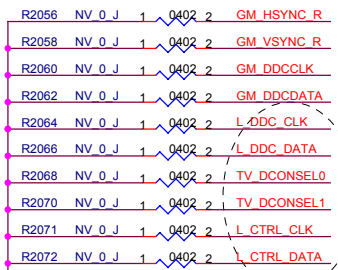 R2056 NV_0_J 1 0402 2 GM_HSYNC_R
R2058 NV_0_J 1 0402 2 GM_VSYNC_R
R2060 NV_0_J 1 0402 2 GM_DDCCLK
R2062 NV_0_J 1 0402 2 GM_DDCDATA
R2064 NV_0_J 1 0402 2 L_DDC_CLK
R2066 NV_0_J 1 0402 2 L_DDC_DATA
R2068 NV_0_J 1 0402 2 TV_DCONSEL0
R2070 NV_0_J 1 0402 2 TV_DCONSEL1
R2071 NV_0_J 1 0402 2 L_CTRL_CLK
R2072 NV_0_J 1 0402 2 L_CTRL_DATA